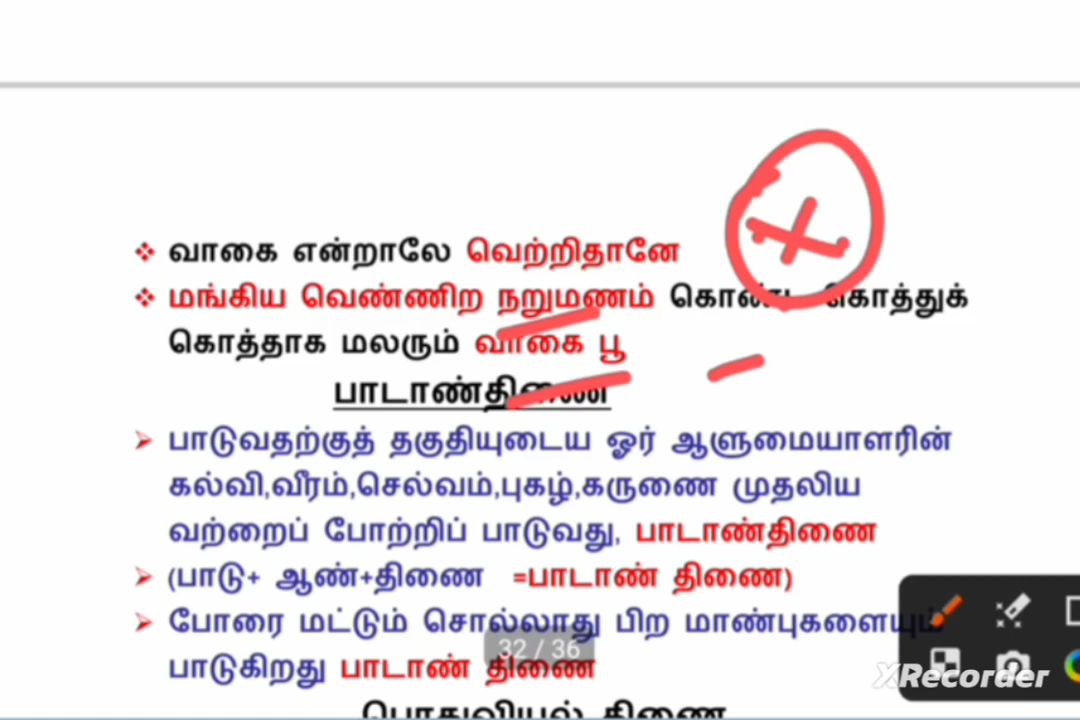 வாகை என்றாலே வெற்றிதானே
மங்கிய வெண்ணிற நறுமணம் கொண்ட கொத்துக்
கொத்தாக மலரும் வாகை பூ
பாடாண்திணை
பாடுவதற்குத் தகுதியுடைய ஓர் ஆளுமையாளரின்
கல்வி,வீரம்,செல்வம்,புகழ்,கருணை முதலிய
வற்றைப் போற்றிப் பாடுவது, பாடாண்திணை
(பாடு+ ஆண்+திணை =பாடாண் திணை)
போரை மட்டும் சொல்லாது பிற மாண்புகளையும்
பாடுகிறது பாடாண் திணை
32 / 36
XRecorder
பொதுவியல் திணை